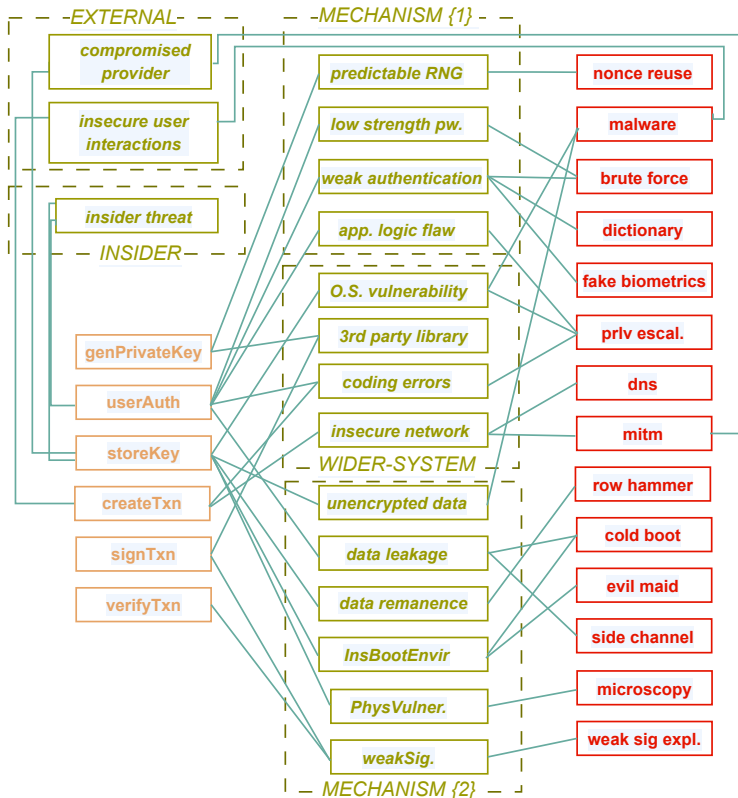 EXTERNAL
compromised
provider
insecure user
interactions
insider threat
INSIDER
genPrivateKey
userAuth
storeKey
createTxn
signTxn
verifyTxn
MECHANISM {1}
predictable RNG
low strength pw.
weak authentication
app. logic flaw
O.S. vulnerability
3rd party library
coding errors
insecure network
WIDER-SYSTEM
unencrypted data
data leakage
data remanence
InsBootEnvir
PhysVulner.
weakSig.
MECHANISM {2}
nonce reuse
malware
brute force
dictionary
fake biometrics
prlv escal.
dns
mitm
row hammer
cold boot
evil maid
side channel
microscopy
weak sig expl.